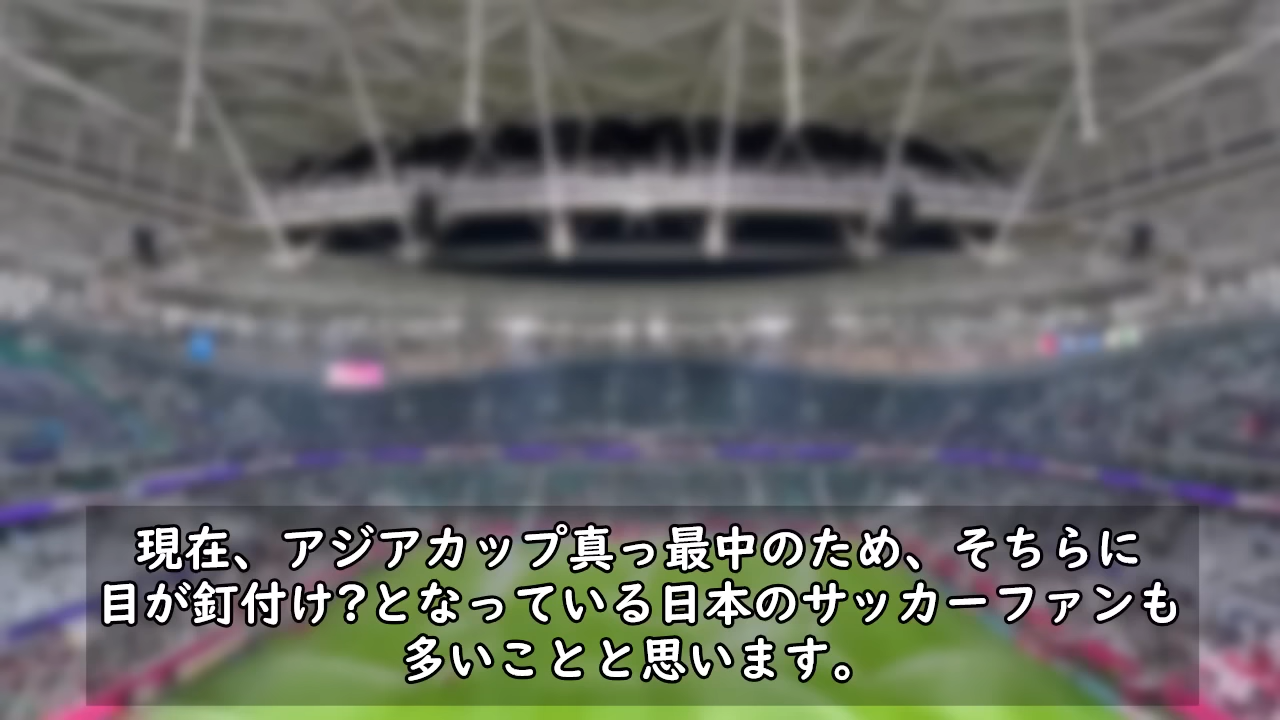 現在、アジアカップ真っ最中のため、そちらに
目が釘付け?となっている日本のサッカーファンも
多いことと思います。